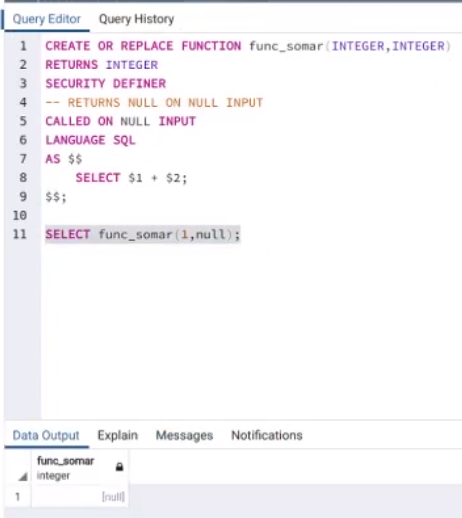 Query Editor Query History
1 CREATE OR REPLACE FUNCTION func_somar(INTEGER,INTEGER)
2 RETURNS INTEGER
3 SECURITY DEFINER
4 -- RETURNS NULL ON NULL INPUT
5 CALLED ON NULL INPUT
6 LANGUAGE SQL
7 AS $$
8     SELECT $1 + $2;
9 $$;
10
11 SELECT func_somar(1,null);
Data Output Explain Messages Notifications
func_somar
integer
1 [null]